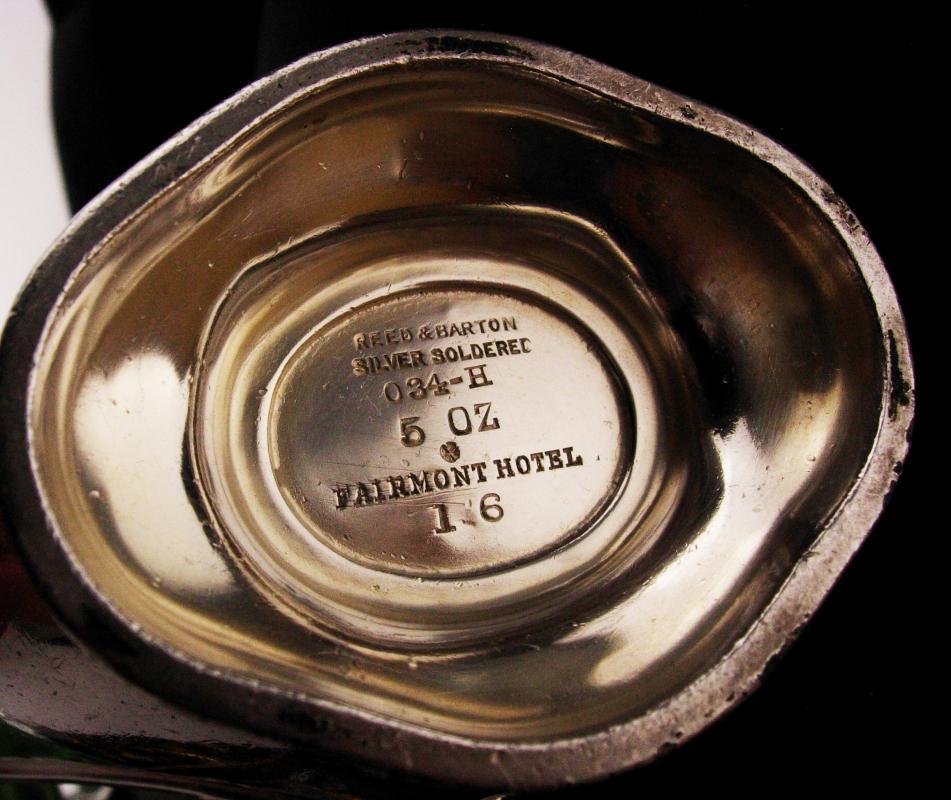 REED & BARTON
SILVER SOLDERED
034-H
5 OZ
FAIRMONT HOTEL
1 6